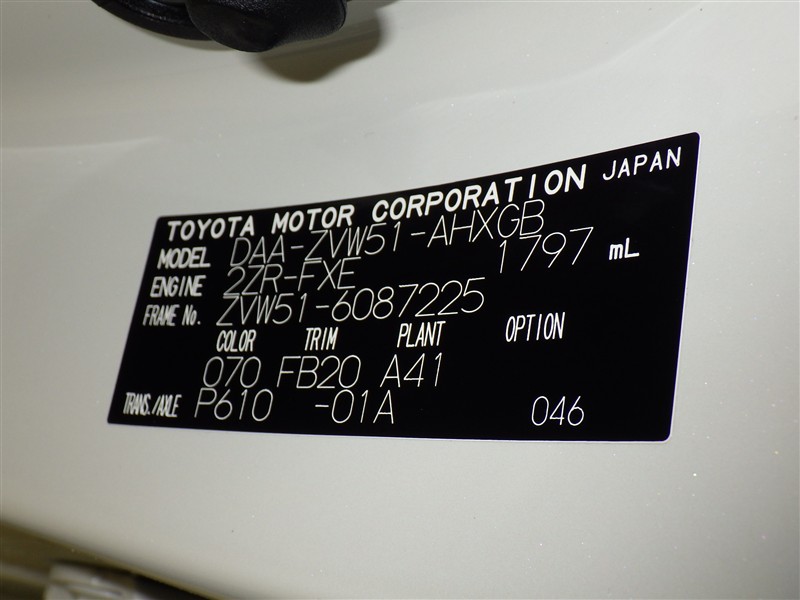 TOYOTA MOTOR CORPORATION JAPAN
MODEL DAA-ZVW51-AHXGB
ENGINE 2ZR-FXE 1797 mL
FRAME No. ZVW51-6087225
COLOR TRIM PLANT OPTION
070 FB20 A41
TRANS./AXLE P610 -01A 046